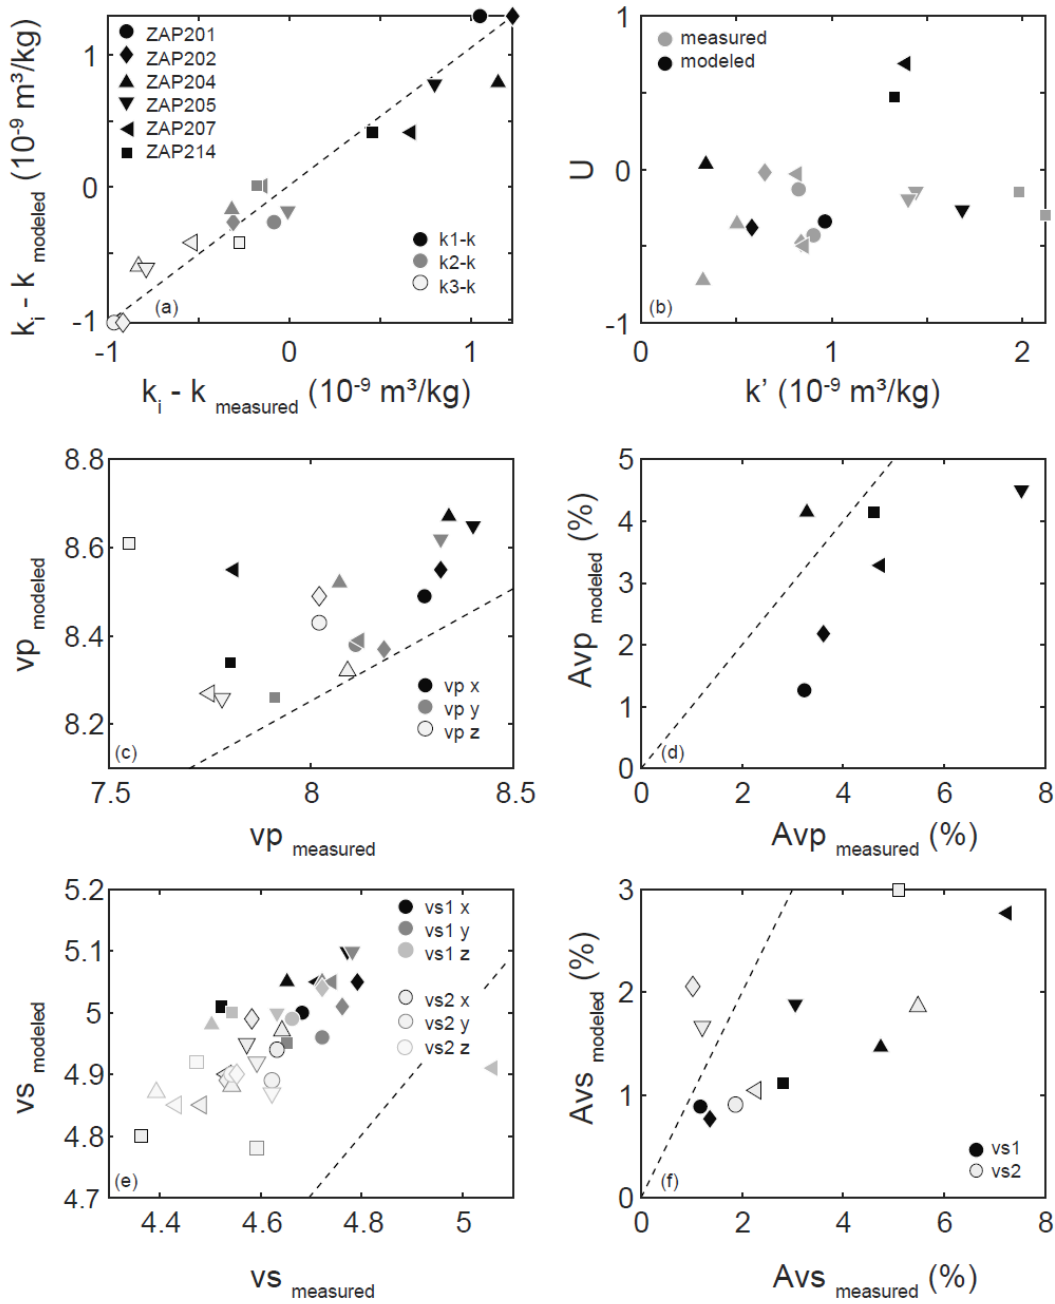 ZAP201
ZAP202
ZAP204
ZAP205
ZAP207
ZAP214
k1-k
k2-k
k3-k
(a)
1
0
-1
-1
0
1
kᵢ - k modeled (10⁻⁹ m³/kg)
kᵢ - k measured (10⁻⁹ m³/kg)
measured
modeled
(b)
1
0
-1
0
1
2
U
k’ (10⁻⁹ m³/kg)
8.8
8.6
8.4
8.2
7.5
8
8.5
vp x
vp y
vp z
(c)
vp modeled
vp measured
5
4
3
2
1
0
0
2
4
6
8
(d)
Avp modeled (%)
Avp measured (%)
5.2
5.1
5
4.9
4.8
4.7
4.4
4.6
4.8
5
vs1 x
vs1 y
vs1 z
vs2 x
vs2 y
vs2 z
(e)
vs modeled
vs measured
3
2
1
0
0
2
4
6
8
vs1
vs2
(f)
Avs modeled (%)
Avs measured (%)